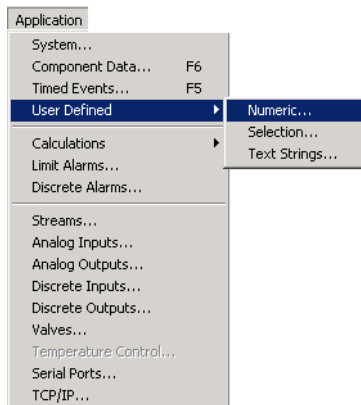 Application
System...
Component Data... F6
Timed Events... F5
User Defined
Numeric...
Selection...
Text Strings...
Calculations
Limit Alarms...
Discrete Alarms...
Streams...
Analog Inputs...
Analog Outputs...
Discrete Inputs...
Discrete Outputs...
Valves...
Temperature Control...
Serial Ports...
TCP/IP...